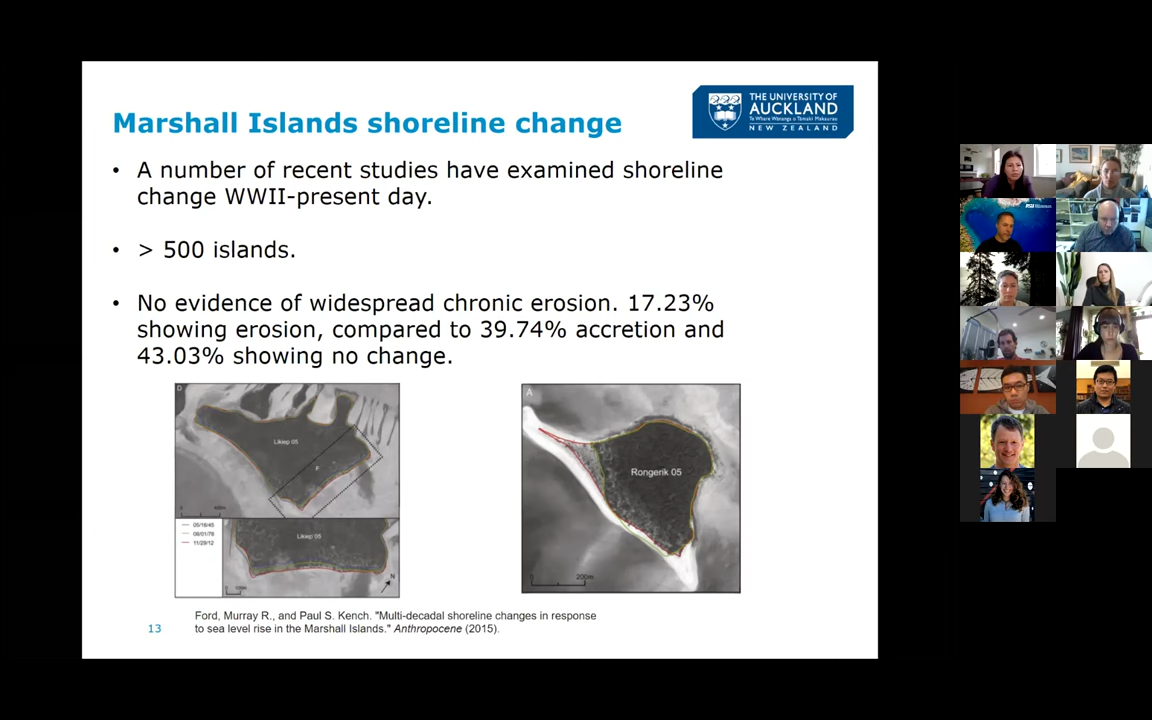 Marshall Islands shoreline change
THE UNIVERSITY OF
AUCKLAND
Te Whare Wānanga o Tāmaki Makaurau
NEW ZEALAND
• A number of recent studies have examined shoreline
change WWII-present day.
• > 500 islands.
• No evidence of widespread chronic erosion. 17.23%
showing erosion, compared to 39.74% accretion and
43.03% showing no change.
D
Likiep 05
F
05/16/45
08/01/78
11/29/12
Likiep 05
N
A
Rongerik 05
0
200m
Ford, Murray R., and Paul S. Kench. "Multi-decadal shoreline changes in response
to sea level rise in the Marshall Islands." Anthropocene (2015).
13